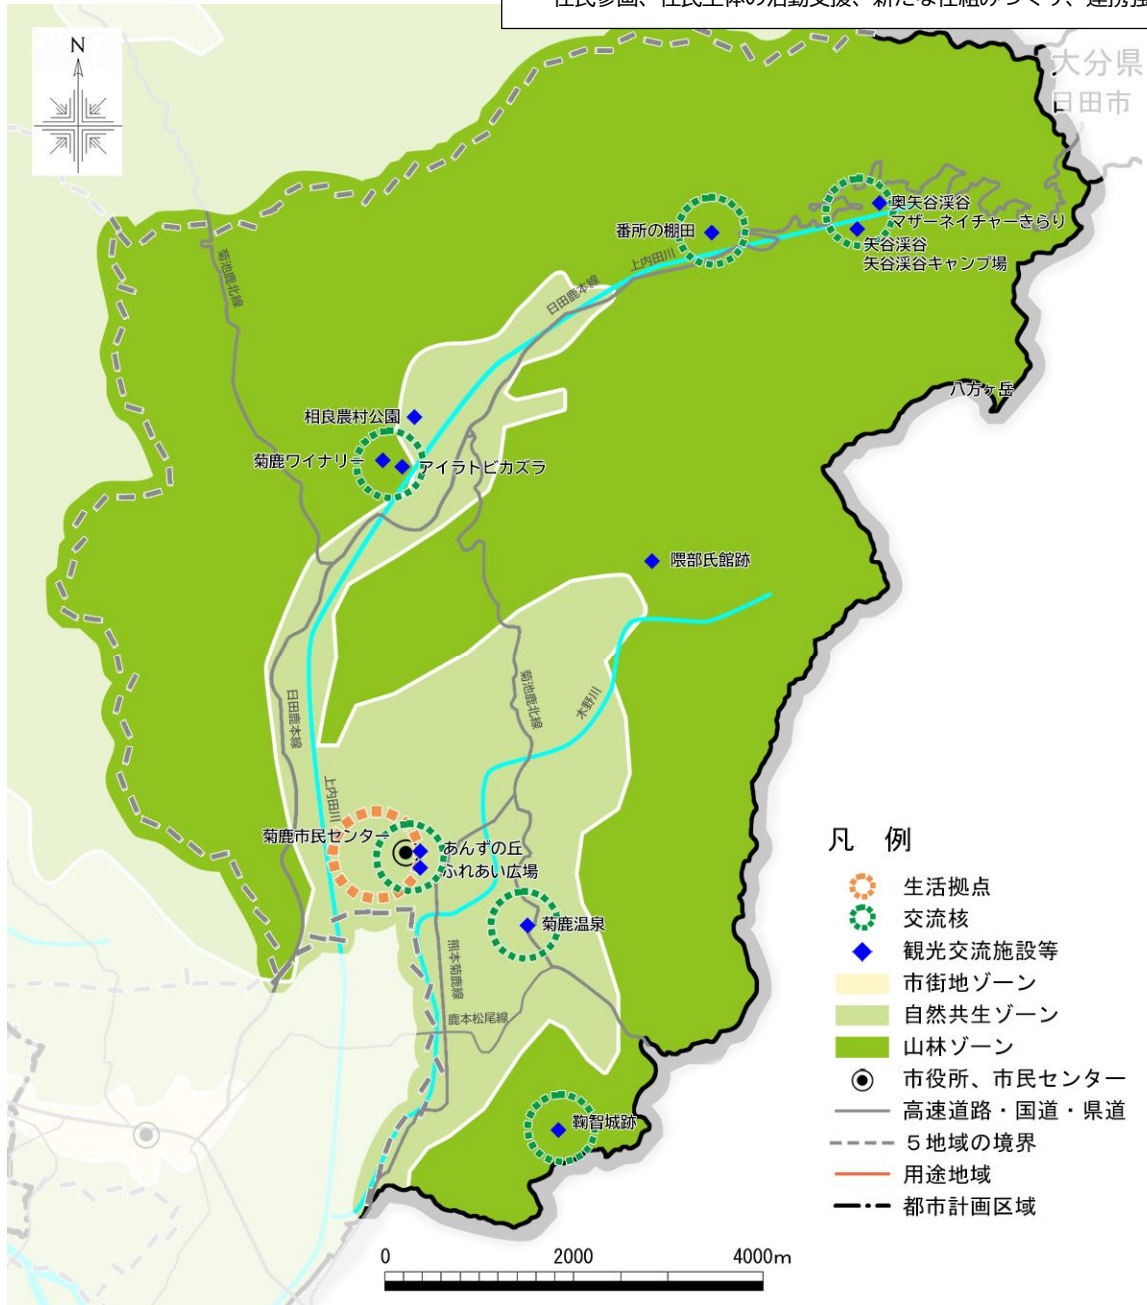 住民参画、住民主体の活動支援、新たな仕組みづくり、連携強
N
大分県
日田市
奥矢谷渓谷
マザーネイチャーきらり
番所の棚田
矢谷渓谷
矢谷渓谷キャンプ場
上内田川
菊池鹿北線
日田鹿本線
八方ヶ岳
相良農村公園
菊鹿ワイナリー
アイラトビカズラ
隈部氏館跡
菊池鹿北線
木野川
日田鹿本線
上内田川
菊鹿市民センター
あんずの丘
ふれあい広場
菊鹿温泉
熊本菊鹿線
鹿本松尾線
鞠智城跡
凡 例
生活拠点
交流核
観光交流施設等
市街地ゾーン
自然共生ゾーン
山林ゾーン
市役所、市民センター
高速道路・国道・県道
5地域の境界
用途地域
都市計画区域
0 2000 4000m